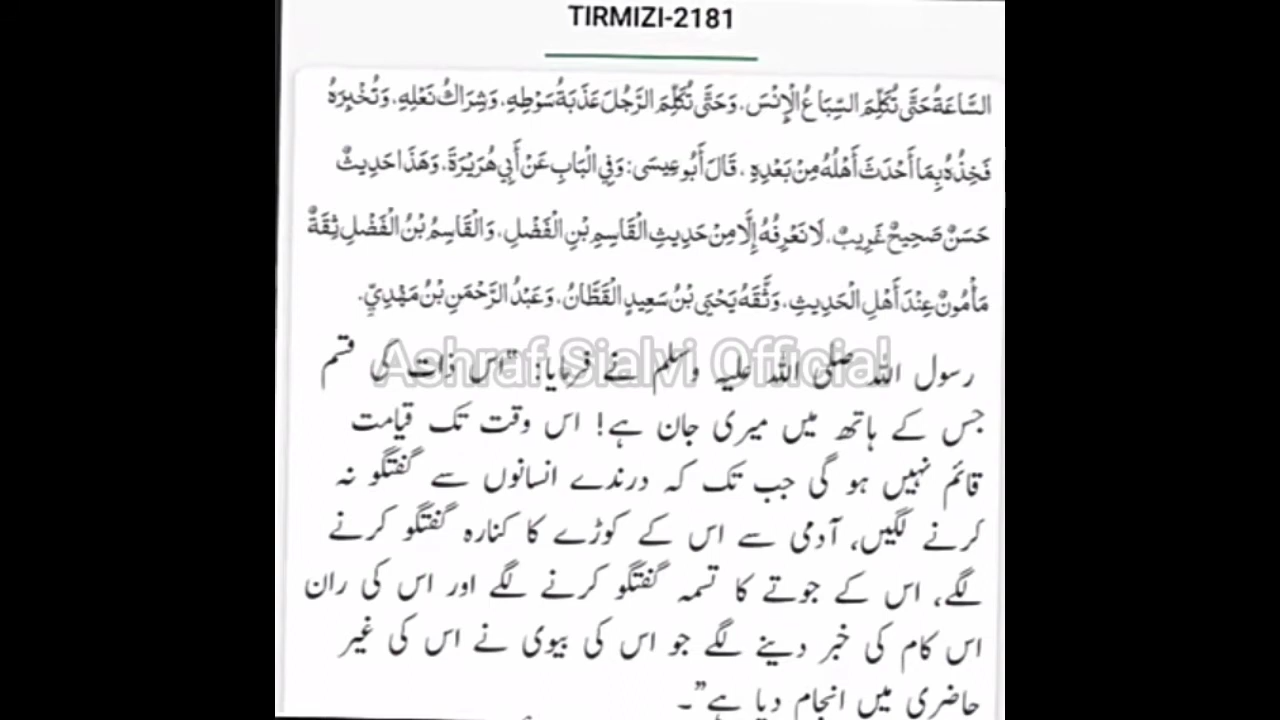 TIRMIZI-2181
السَّاعَةُ حَتَّى تُكَلِّمَ السِّبَاعُ الْإِنْسَ، وَحَتَّى تُكَلِّمَ الرَّجُلَ عَذَبَةُ سَوْطِهِ، وَشِرَاكُ نَعْلِهِ، وَتُخْبِرَهُ
فَخِذُهُ بِمَا أَحْدَثَ أَهْلُهُ مِنْ بَعْدِهِ ، قَالَ أَبُو عِيسَى: وَفِي الْبَاب عَنْ أَبِي هُرَيْرَةَ، وَهَذَا حَدِيثٌ
حَسَنٌ صَحِيحٌ غَرِيبٌ، لَا نَعْرِفُهُ إِلَّا مِنْ حَدِيثِ الْقَاسِمِ بْنِ الْفَضْلِ، وَالْقَاسِمُ بْنُ الْفَضْلِ ثِقَةٌ
مَأْمُونٌ عِنْدَ أَهْلِ الْحَدِيثِ، وَثَّقَهُ يَحْيَى بْنُ سَعِيدٍ الْقَطَّانُ، وَعَبْدُ الرَّحْمَنِ بْنُ مَهْدِيٍّ.
رسول اللہ صلی اللہ علیہ وسلم نے فرمایا: "اس ذات کی قسم
Ashraf Sialvi Official
جس کے ہاتھ میں میری جان ہے! اس وقت تک قیامت
قائم نہیں ہو گی جب تک کہ درندے انسانوں سے گفتگو نہ
کرنے لگیں، آدمی سے اس کے کوڑے کا کنارہ گفتگو کرنے
لگے، اس کے جوتے کا تسمہ گفتگو کرنے لگے اور اس کی ران
اس کام کی خبر دینے لگے جو اس کی بیوی نے اس کی غیر
حاضری میں انجام دیا ہے"۔